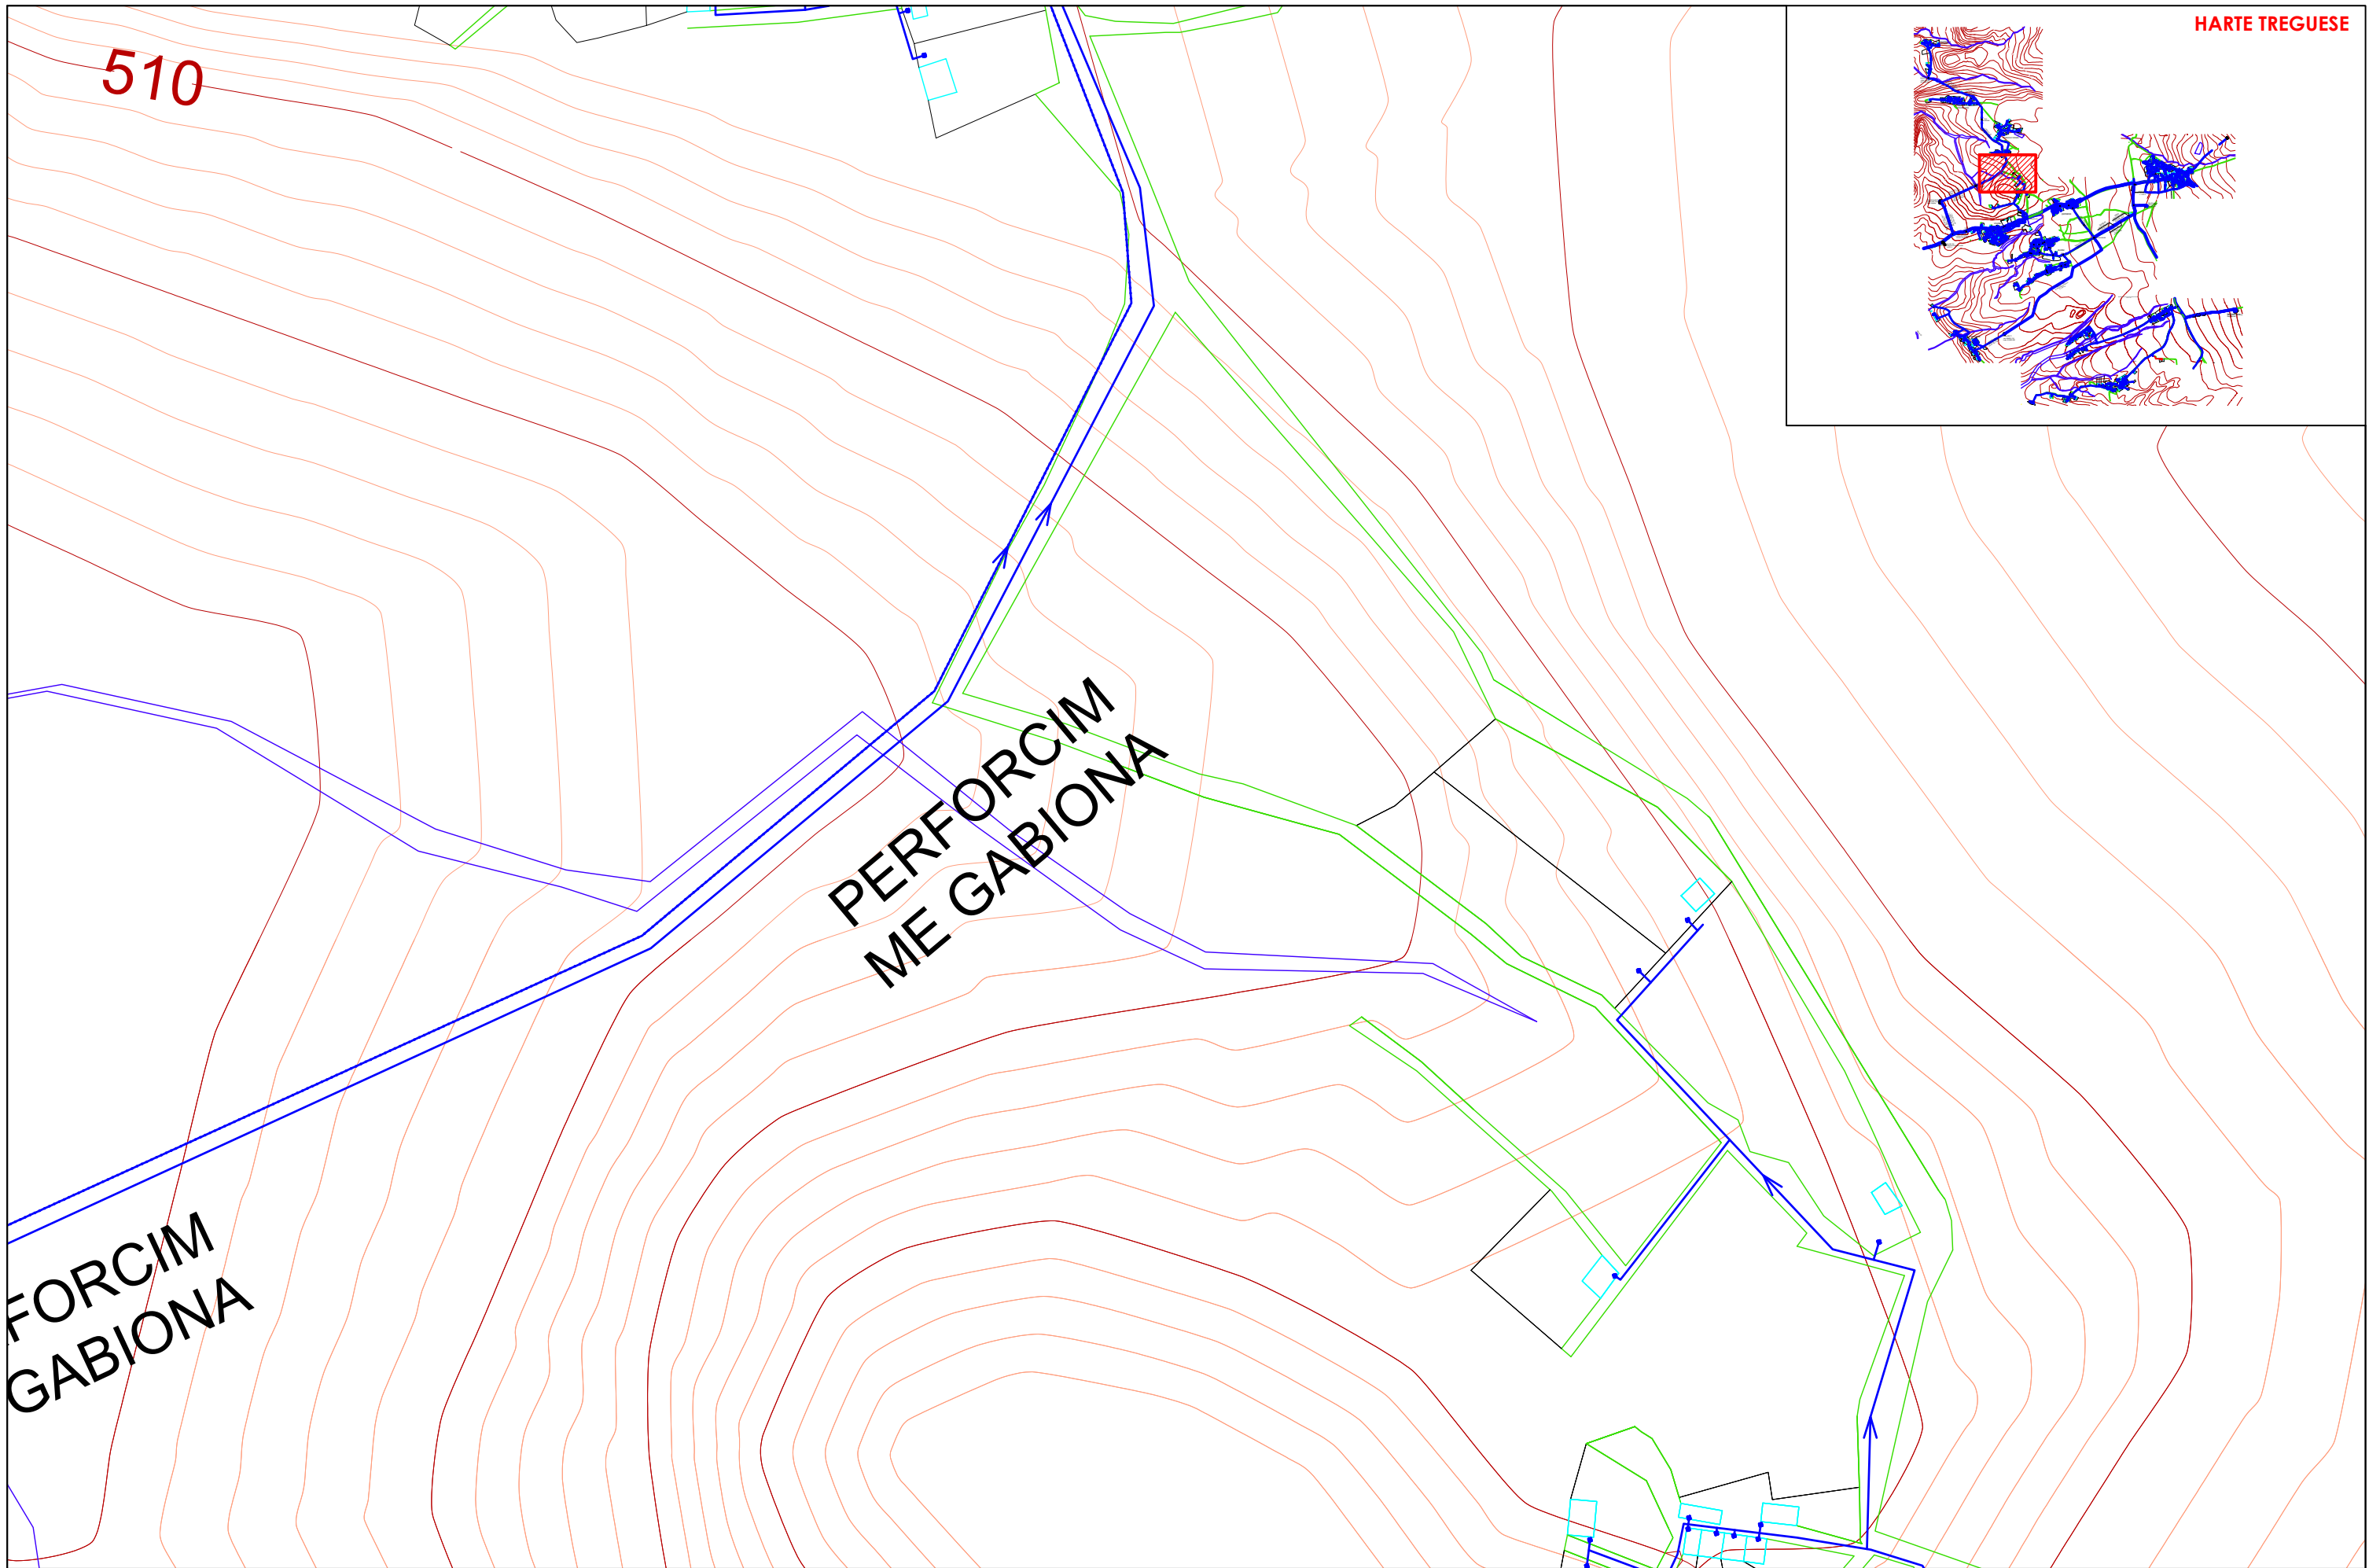 HARTE TREGUESE
510
PERFORCIM
ME GABIONA
FORCIM
GABIONA